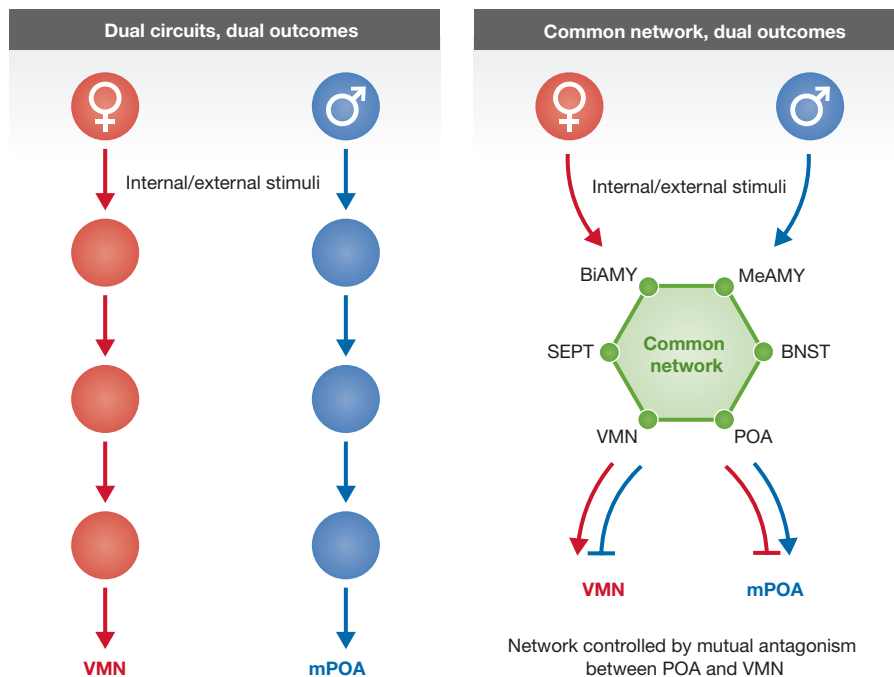 Dual circuits, dual outcomes
Internal/external stimuli
VMN
mPOA
Common network, dual outcomes
Internal/external stimuli
BiAMY
MeAMY
SEPT
Common
network
BNST
VMN
POA
VMN
mPOA
Network controlled by mutual antagonism
between POA and VMN